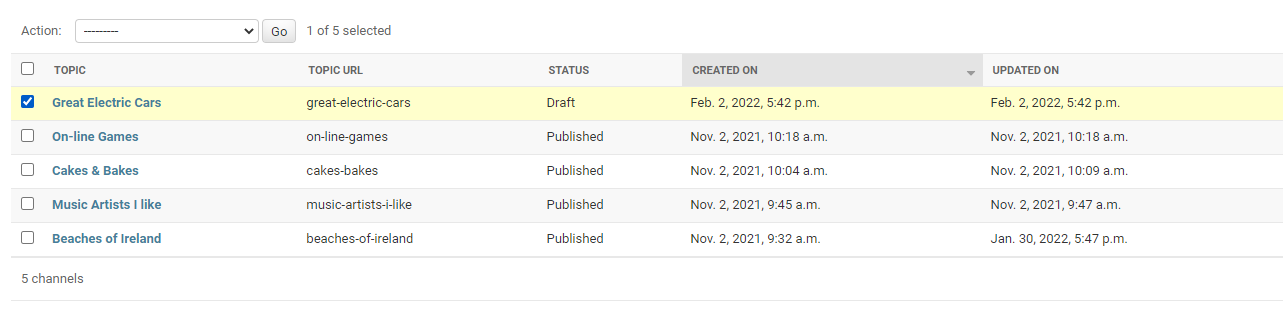 Action: --------- Go 1 of 5 selected
TOPIC TOPIC URL STATUS CREATED ON UPDATED ON
Great Electric Cars great-electric-cars Draft Feb. 2, 2022, 5:42 p.m. Feb. 2, 2022, 5:42 p.m.
On-line Games on-line-games Published Nov. 2, 2021, 10:18 a.m. Nov. 2, 2021, 10:18 a.m.
Cakes & Bakes cakes-bakes Published Nov. 2, 2021, 10:04 a.m. Nov. 2, 2021, 10:09 a.m.
Music Artists I like music-artists-i-like Published Nov. 2, 2021, 9:45 a.m. Nov. 2, 2021, 9:47 a.m.
Beaches of Ireland beaches-of-ireland Published Nov. 2, 2021, 9:32 a.m. Jan. 30, 2022, 5:47 p.m.
5 channels